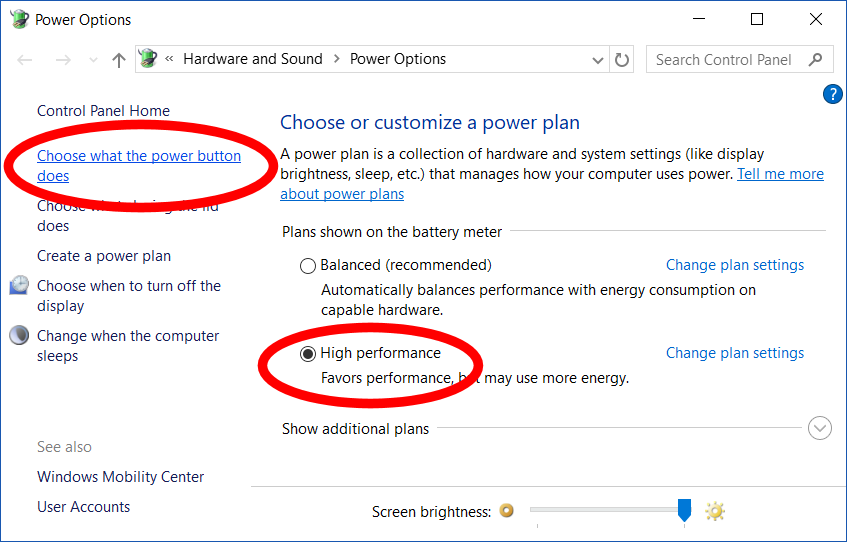 Power Options
« Hardware and Sound > Power Options
Search Control Panel
?
Control Panel Home
Choose what the power button
does
Choose what closing the lid
does
Create a power plan
Choose when to turn off the
display
Change when the computer
sleeps
See also
Windows Mobility Center
User Accounts
Choose or customize a power plan
A power plan is a collection of hardware and system settings (like display
brightness, sleep, etc.) that manages how your computer uses power. Tell me more
about power plans
Plans shown on the battery meter
Balanced (recommended)
Change plan settings
Automatically balances performance with energy consumption on
capable hardware.
High performance
Change plan settings
Favors performance, but may use more energy.
Show additional plans
Screen brightness: